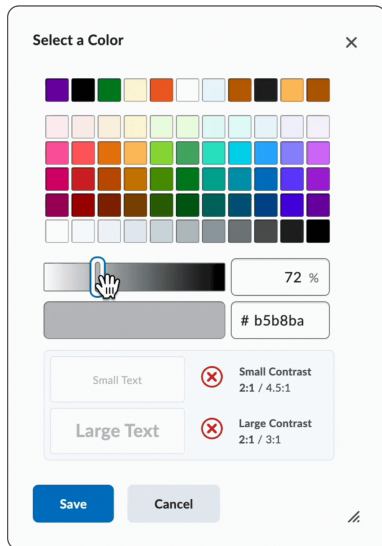 Select a Color
72 %
# b5b8ba
Small Text
Small Contrast
2:1 / 4.5:1
Large Text
Large Contrast
2:1 / 3:1
Save
Cancel